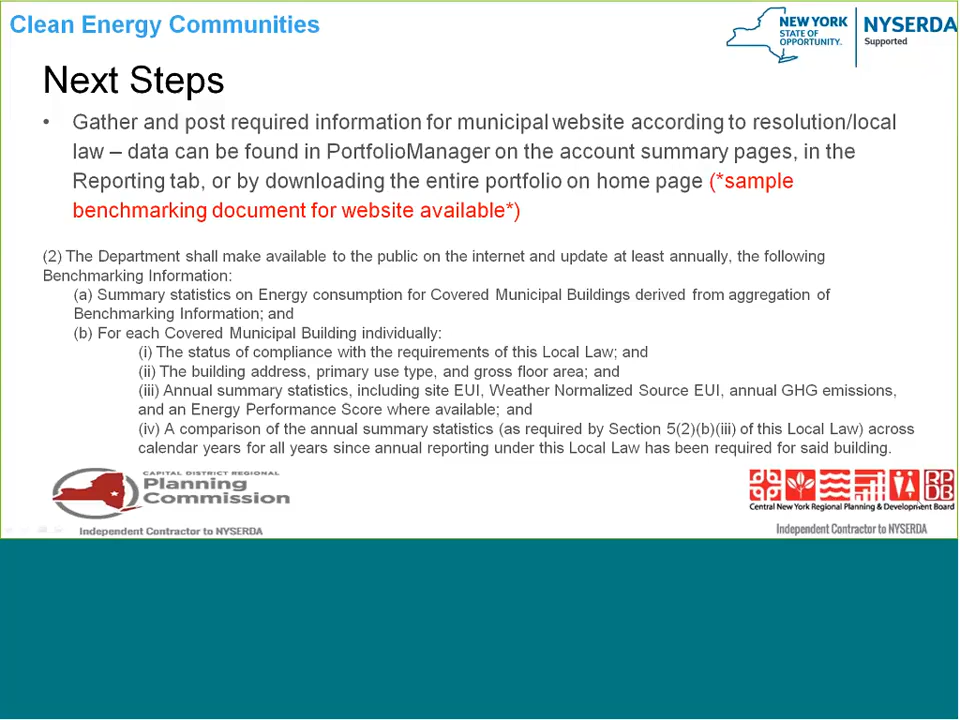 Clean Energy Communities
NEW YORK
STATE OF
OPPORTUNITY.
NYSERDA
Supported
Next Steps
• Gather and post required information for municipal website according to resolution/local
law – data can be found in PortfolioManager on the account summary pages, in the
Reporting tab, or by downloading the entire portfolio on home page (*sample
benchmarking document for website available*)
(2) The Department shall make available to the public on the internet and update at least annually, the following
Benchmarking Information:
(a) Summary statistics on Energy consumption for Covered Municipal Buildings derived from aggregation of
Benchmarking Information; and
(b) For each Covered Municipal Building individually:
(i) The status of compliance with the requirements of this Local Law; and
(ii) The building address, primary use type, and gross floor area; and
(iii) Annual summary statistics, including site EUI, Weather Normalized Source EUI, annual GHG emissions,
and an Energy Performance Score where available; and
(iv) A comparison of the annual summary statistics (as required by Section 5(2)(b)(iii) of this Local Law) across
calendar years for all years since annual reporting under this Local Law has been required for said building.
CAPITAL DISTRICT REGIONAL
Planning
Commission
Independent Contractor to NYSERDA
RP
DB
Central New York Regional Planning & Development Board
Independent Contractor to NYSERDA